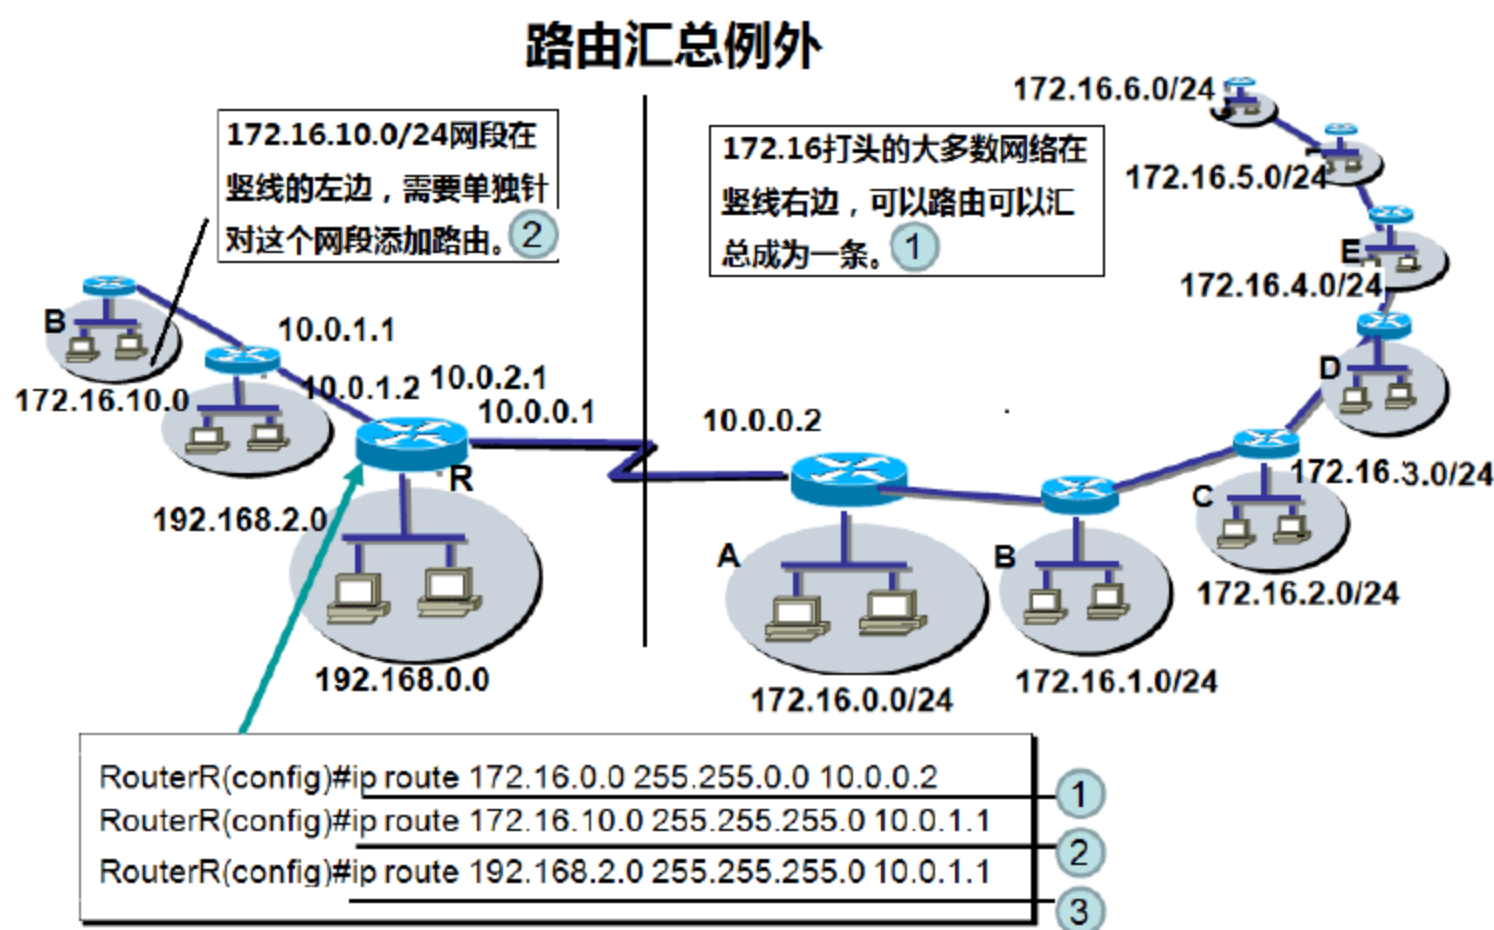 路由汇总例外
172.16.10.0/24网段在
竖线的左边，需要单独针
对这个网段添加路由。 2
172.16打头的大多数网络在
竖线右边，可以路由可以汇
总成为一条。 1
172.16.6.0/24
172.16.5.0/24
E
172.16.4.0/24
D
172.16.3.0/24
C
172.16.2.0/24
B
172.16.1.0/24
A
172.16.0.0/24
10.0.0.2
B
172.16.10.0
10.0.1.1
10.0.1.2
10.0.2.1
10.0.0.1
R
192.168.2.0
192.168.0.0
RouterR(config)#ip route 172.16.0.0 255.255.0.0 10.0.0.2
1
RouterR(config)#ip route 172.16.10.0 255.255.255.0 10.0.1.1
2
RouterR(config)#ip route 192.168.2.0 255.255.255.0 10.0.1.1
3